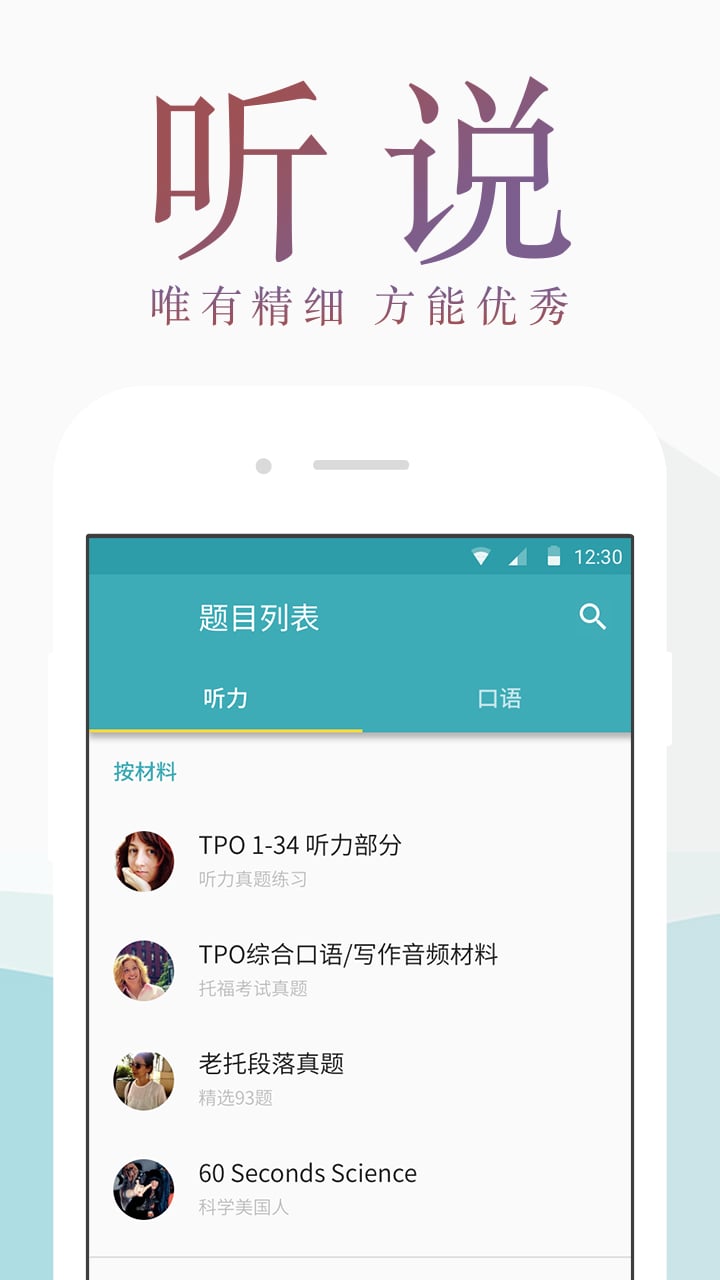 听说
唯有精细 方能优秀
12:30
题目列表
听力 口语
按材料
TPO 1-34 听力部分
听力真题练习
TPO综合口语/写作音频材料
托福考试真题
老托段落真题
精选93题
60 Seconds Science
科学美国人